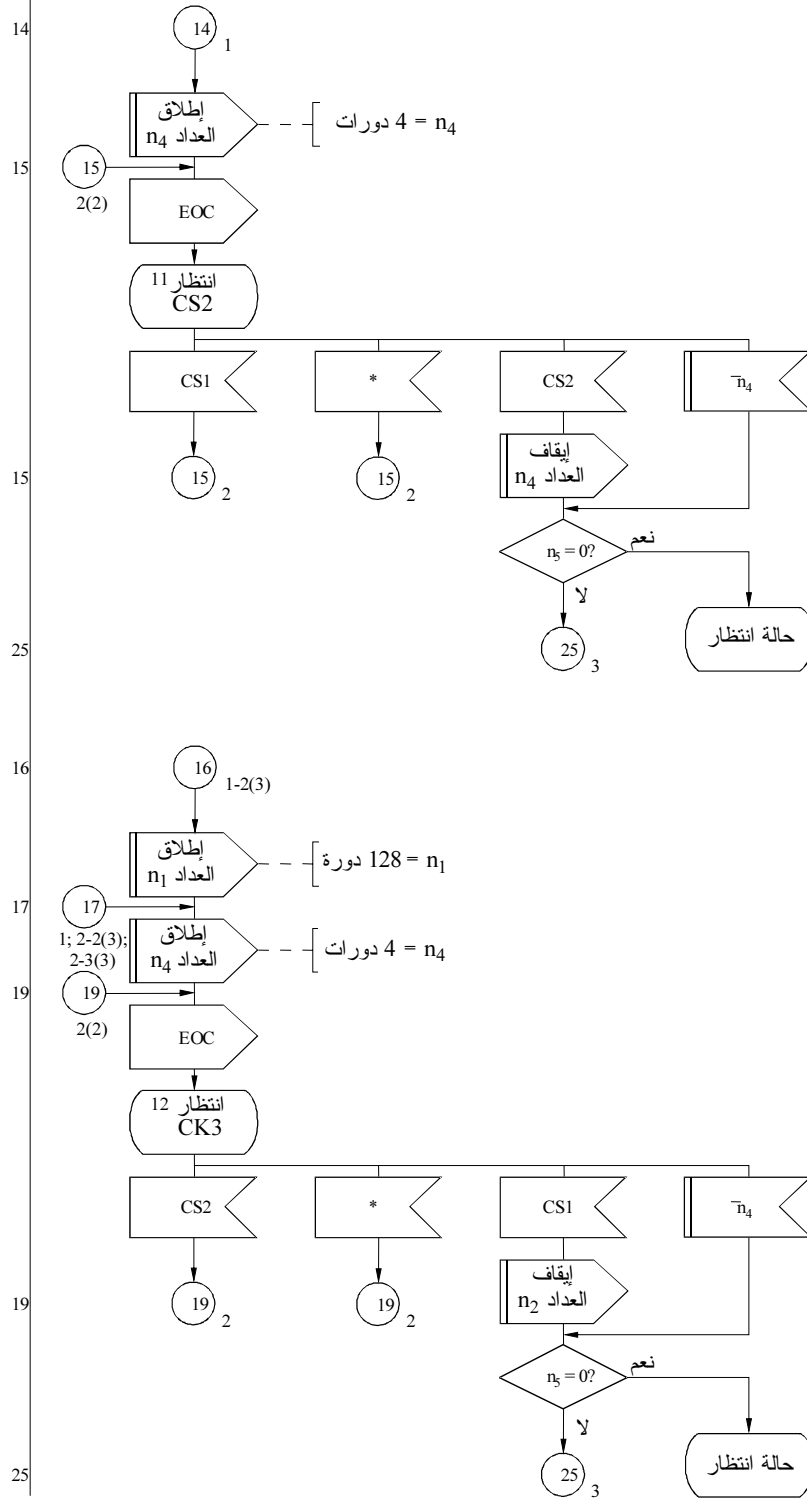 14
14
1
إطلاق
العداد n4
n4 = 4 دورات
15
15
2(2)
EOC
انتظار 11
CS2
CS1
*
CS2
n4
إيقاف
العداد n4
15
15
2
15
2
n5 = 0?
نعم
لا
حالة انتظار
25
25
3
16
16
1-2(3)
إطلاق
العداد n1
n1 = 128 دورة
17
17
1; 2-2(3);
2-3(3)
إطلاق
العداد n4
n4 = 4 دورات
19
19
2(2)
EOC
انتظار 12
CK3
CS2
*
CS1
n4
إيقاف
العداد n2
19
19
2
19
2
n5 = 0?
نعم
لا
حالة انتظار
25
25
3